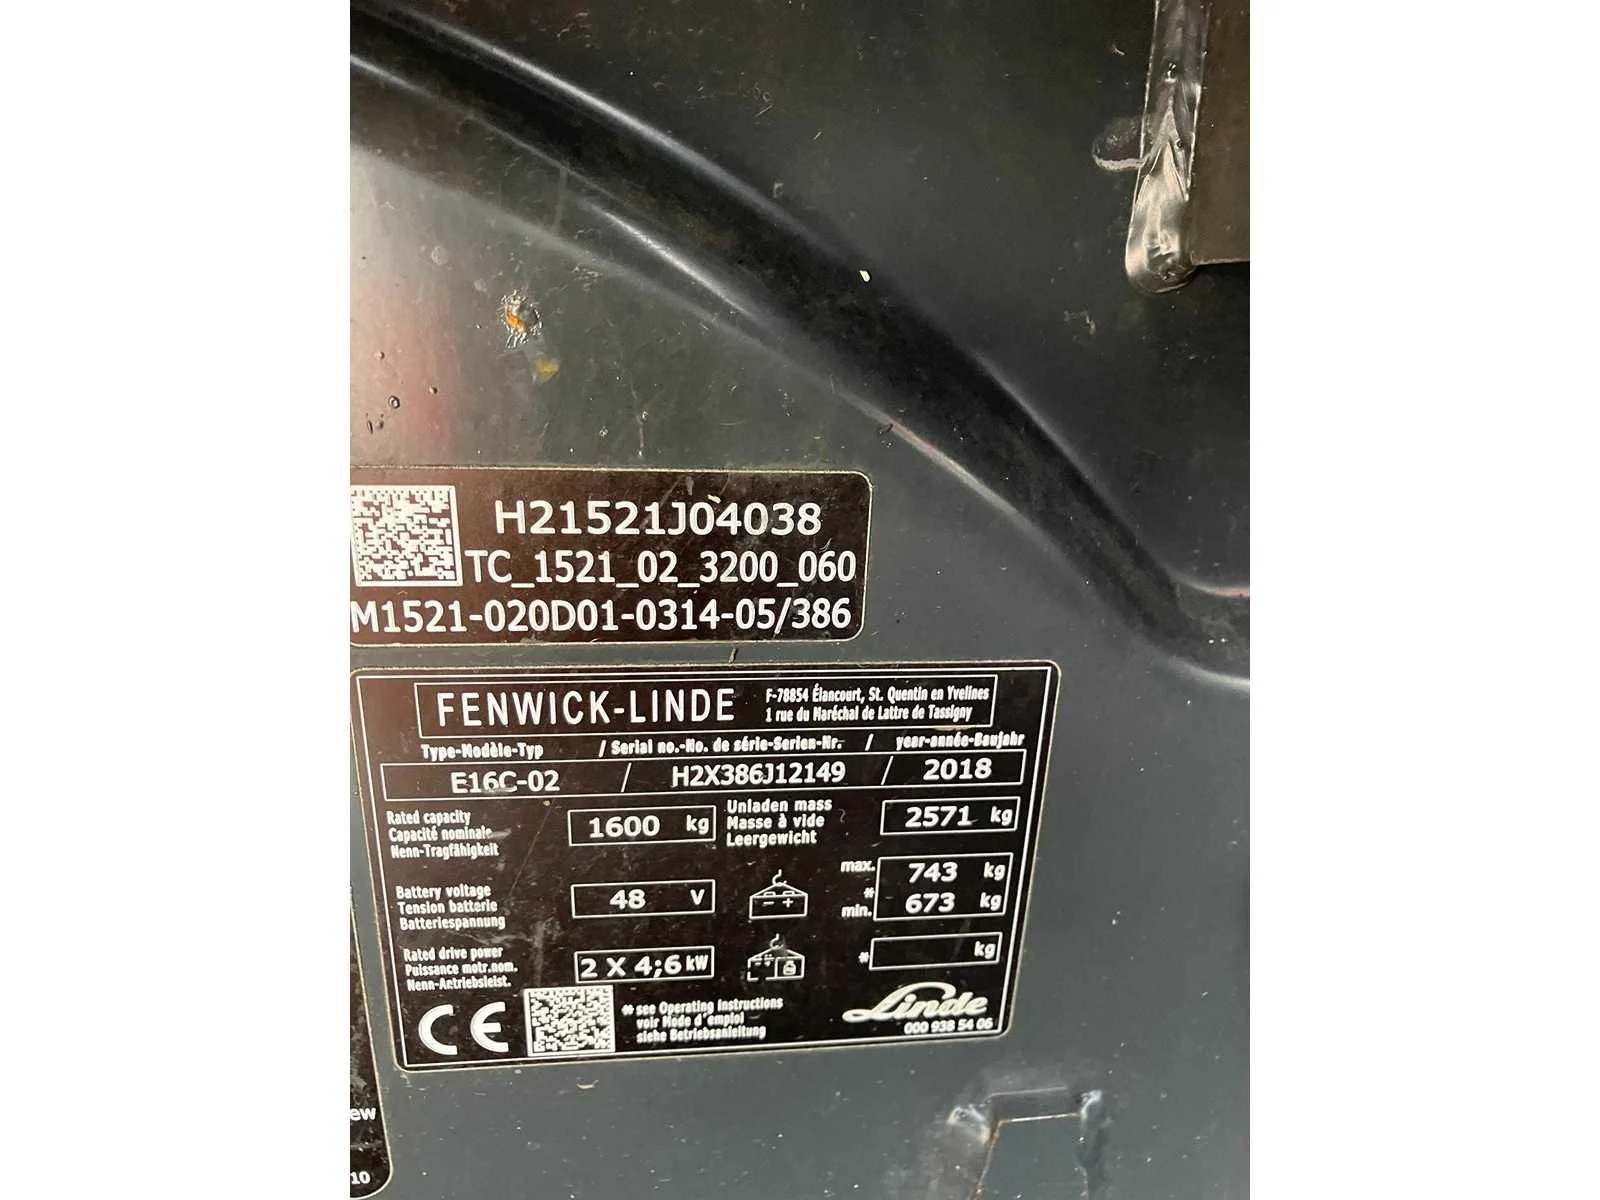 H21521J04038
TC_1521_02_3200_060
M1521-020D01-0314-05/386
FENWICK-LINDE
F-78854 Élancourt, St. Quentin en Yvelines
1 rue du Maréchal de Lattre de Tassigny
Type-Modèle-Typ / Serial no.-No. de série-Serien-Nr. / year-année-Baujahr
E16C-02 / H2X386J12149 / 2018
Rated capacity
Capacité nominale
Nenn-Tragfähigkeit
1600 kg
Unladen mass
Masse à vide
Leergewicht
2571 kg
Battery voltage
Tension batterie
Batteriespannung
48 V
- +
max. 743 kg
*
min. 673 kg
Rated drive power
Puissance motr.nom.
Nenn-Antriebsleist.
2 X 4;6 kW
* kg
CE
* see Operating instructions
voir Mode d'emploi
siehe Betriebsanleitung
Linde
000 938 54 06
ew
10